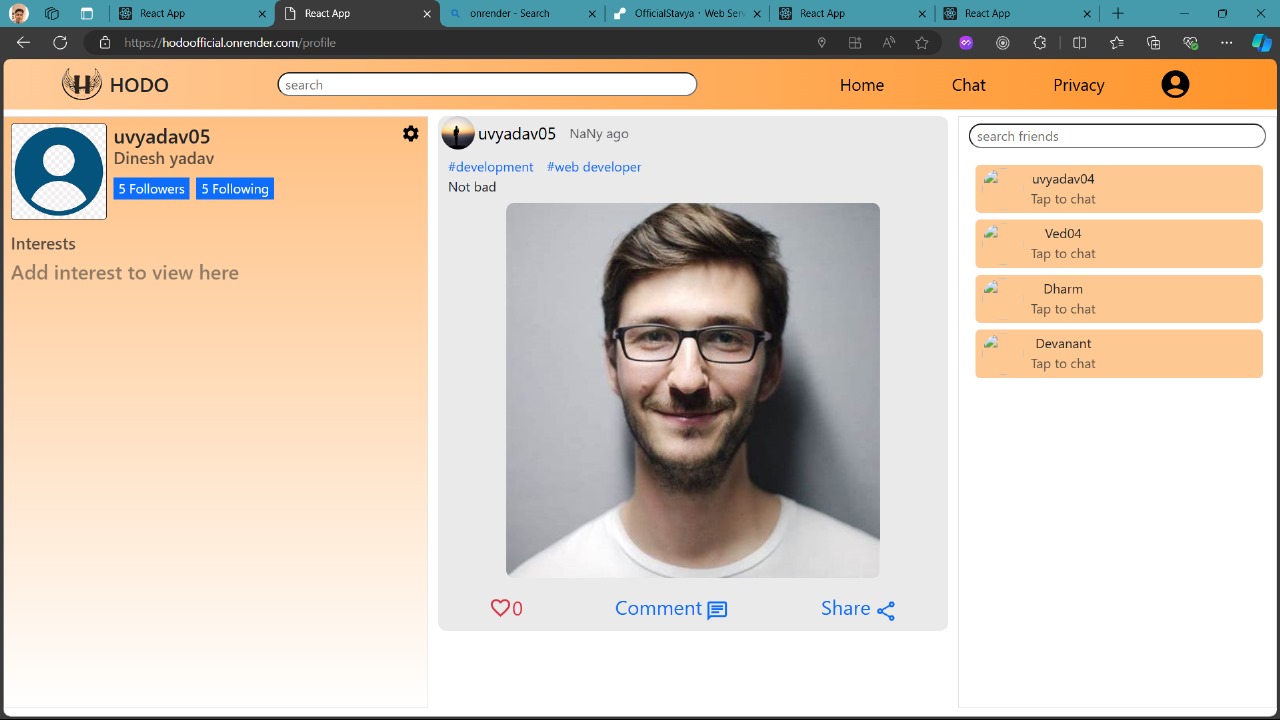 React App
React App
onrender - Search
OfficialStavya · Web Serv
React App
React App
https://hodoofficial.onrender.com/profile
HODO
search
Home
Chat
Privacy
uvyadav05
Dinesh yadav
5 Followers
5 Following
Interests
Add interest to view here
uvyadav05 NaNy ago
#development #web developer
Not bad
0
Comment
Share
search friends
uvyadav04
Tap to chat
Ved04
Tap to chat
Dharm
Tap to chat
Devanant
Tap to chat